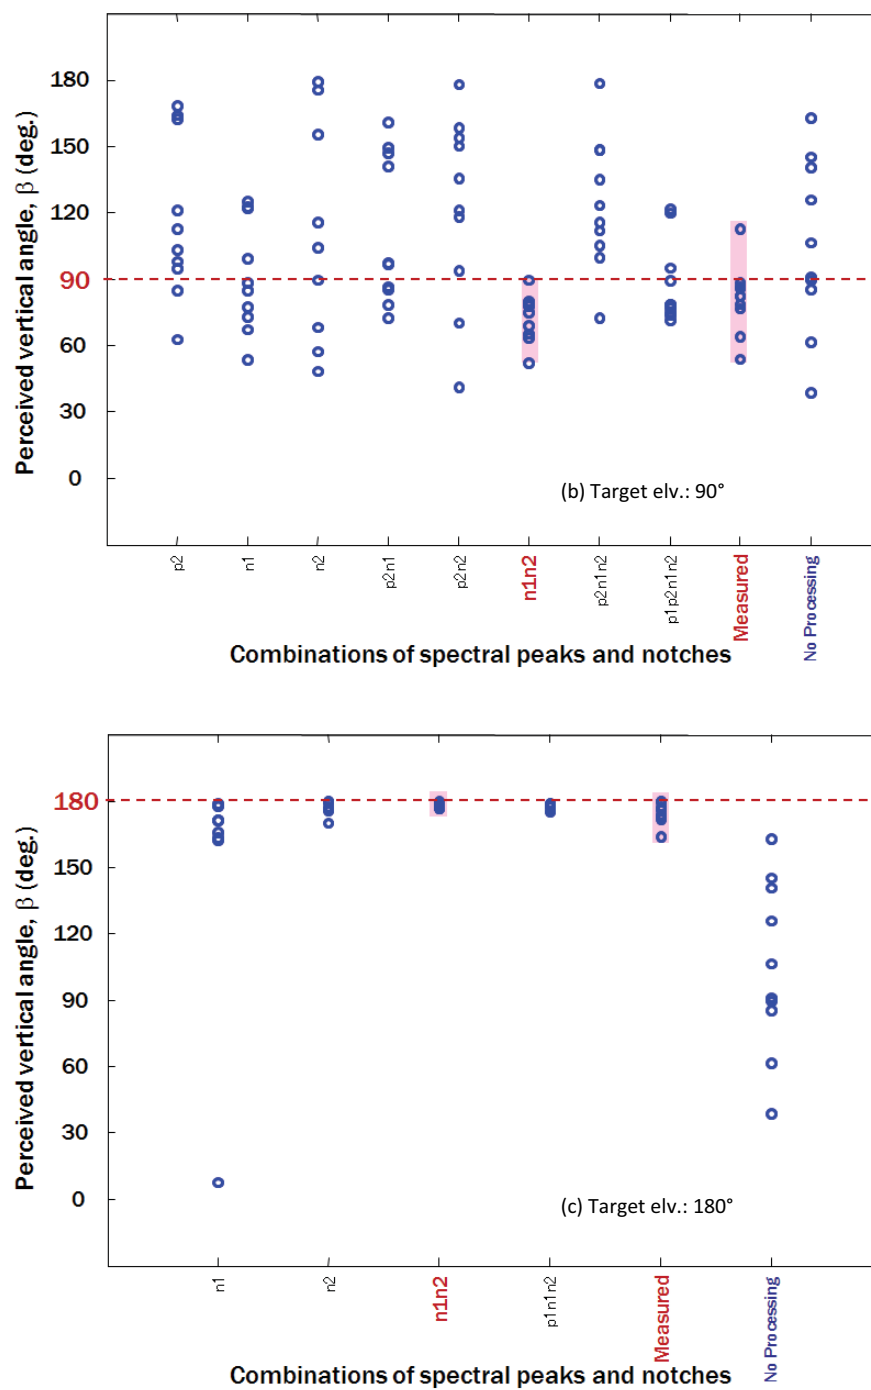 Perceived vertical angle, β (deg.)
180
150
120
90
60
30
0
(b) Target elv.: 90°
p2
n1
n2
p2n1
p2n2
n1n2
p2n1n2
p1p2n1n2
Measured
No Processing
Combinations of spectral peaks and notches
Perceived vertical angle, β (deg.)
180
150
120
90
60
30
0
(c) Target elv.: 180°
n1
n2
n1n2
p1n1n2
Measured
No Processing
Combinations of spectral peaks and notches